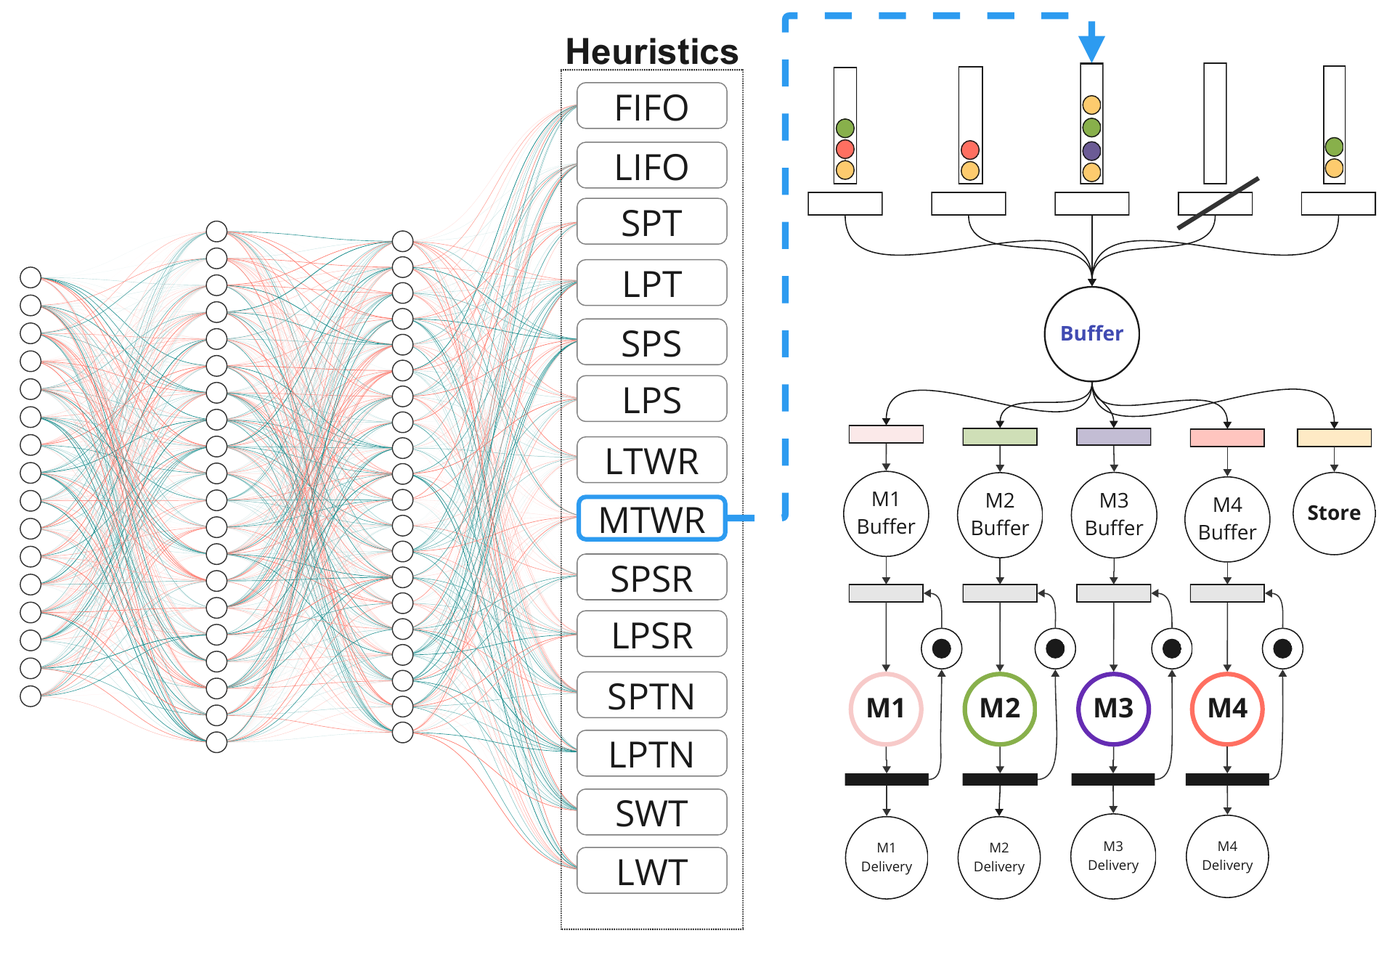 Heuristics
FIFO
LIFO
SPT
LPT
SPS
LPS
LTWR
MTWR
SPSR
LPSR
SPTN
LPTN
SWT
LWT
Buffer
M1
Buffer
M2
Buffer
M3
Buffer
M4
Buffer
Store
M1
M2
M3
M4
M1
Delivery
M2
Delivery
M3
Delivery
M4
Delivery